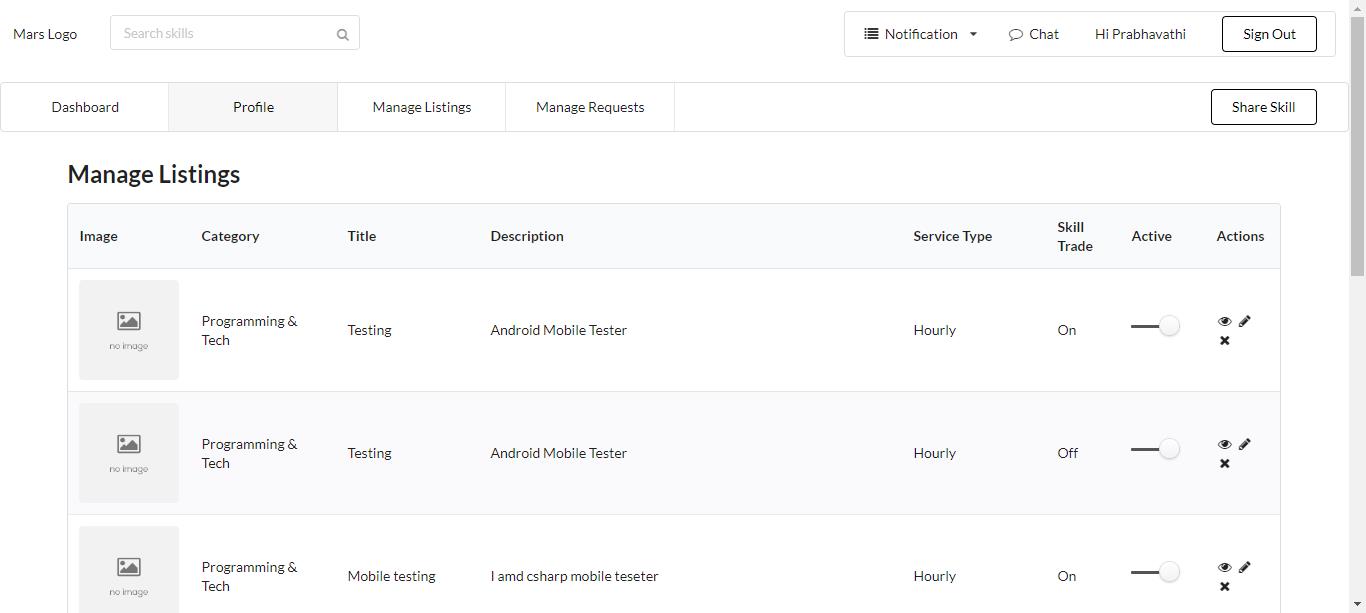 Mars Logo
Search skills
Notification
Chat
Hi Prabhavathi
Sign Out
Dashboard
Profile
Manage Listings
Manage Requests
Share Skill
Manage Listings
Image
Category
Title
Description
Service Type
Skill
Trade
Active
Actions
no image
Programming &
Tech
Testing
Android Mobile Tester
Hourly
On
no image
Programming &
Tech
Testing
Android Mobile Tester
Hourly
Off
no image
Programming &
Tech
Mobile testing
I amd csharp mobile teseter
Hourly
On